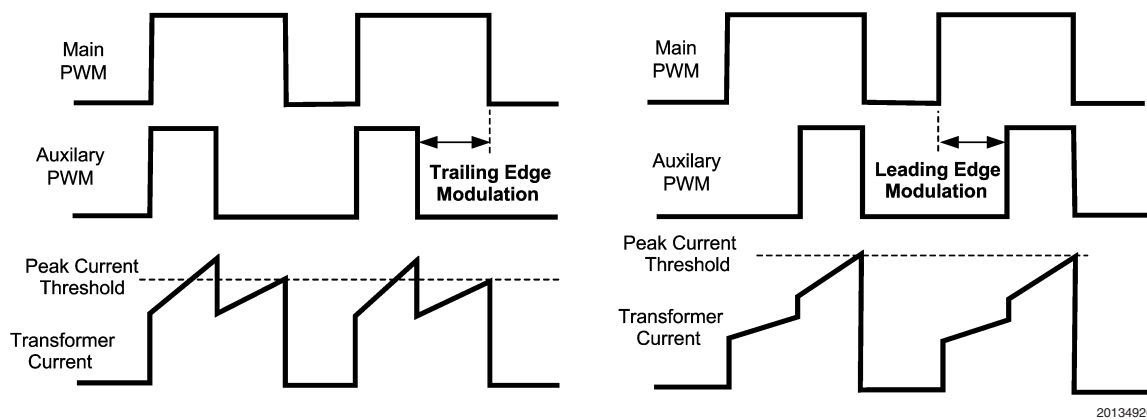 Main
PWM
Auxilary
PWM
Trailing Edge
Modulation
Peak Current
Threshold
Transformer
Current
Main
PWM
Auxilary
PWM
Leading Edge
Modulation
Peak Current
Threshold
Transformer
Current
2013492